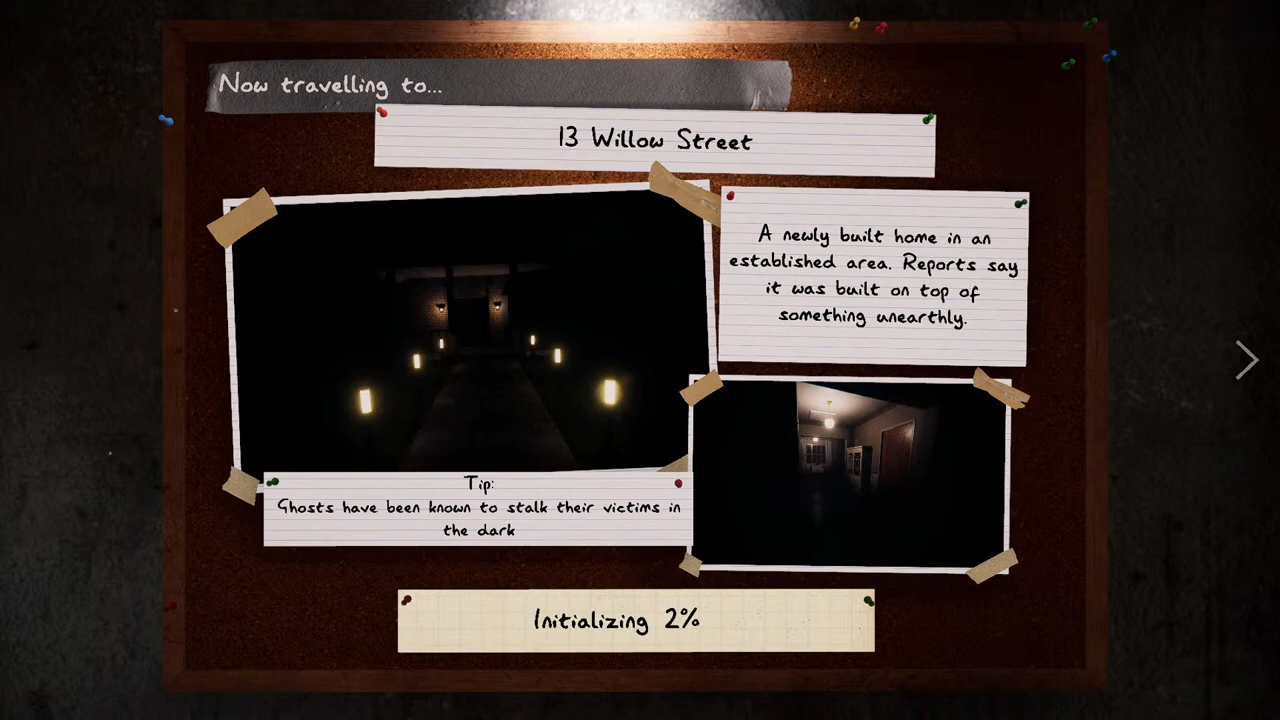 Now travelling to...
13 Willow Street
A newly built home in an
established area. Reports say
it was built on top of
something unearthly.
Tip:
Ghosts have been known to stalk their victims in
the dark
Initializing 2%